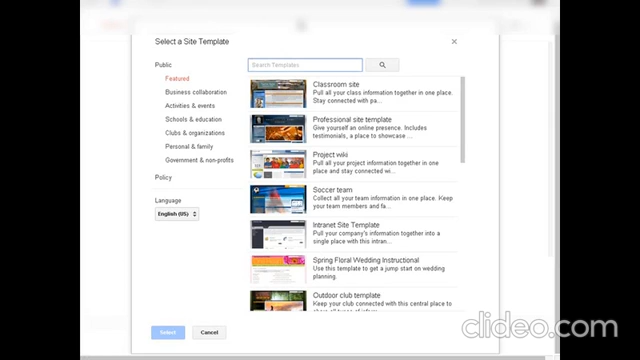 Select a Site Template
Public
Featured
Business collaboration
Activities & events
Schools & education
Clubs & organizations
Personal & family
Government & non-profits
Policy
Language
English (US)
Search Templates
Classroom site
Pull all your class information together in one place.
Stay connected with pa...
Professional site template
Give yourself an online presence. Includes
testimonials, a place to showcase ...
Project wiki
Pull all your project information together in one
place and stay connected wi...
Soccer team
Collect all your team information in one place. Keep
your team members and fa...
Intranet Site Template
Pull your company's information together into a
single place with this intran...
Spring Floral Wedding Instructional
Use this template to get a jump start on wedding
planning.
Outdoor club template
Keep your club connected with this central place to
share all types of inform...
Select
Cancel
clideo.com